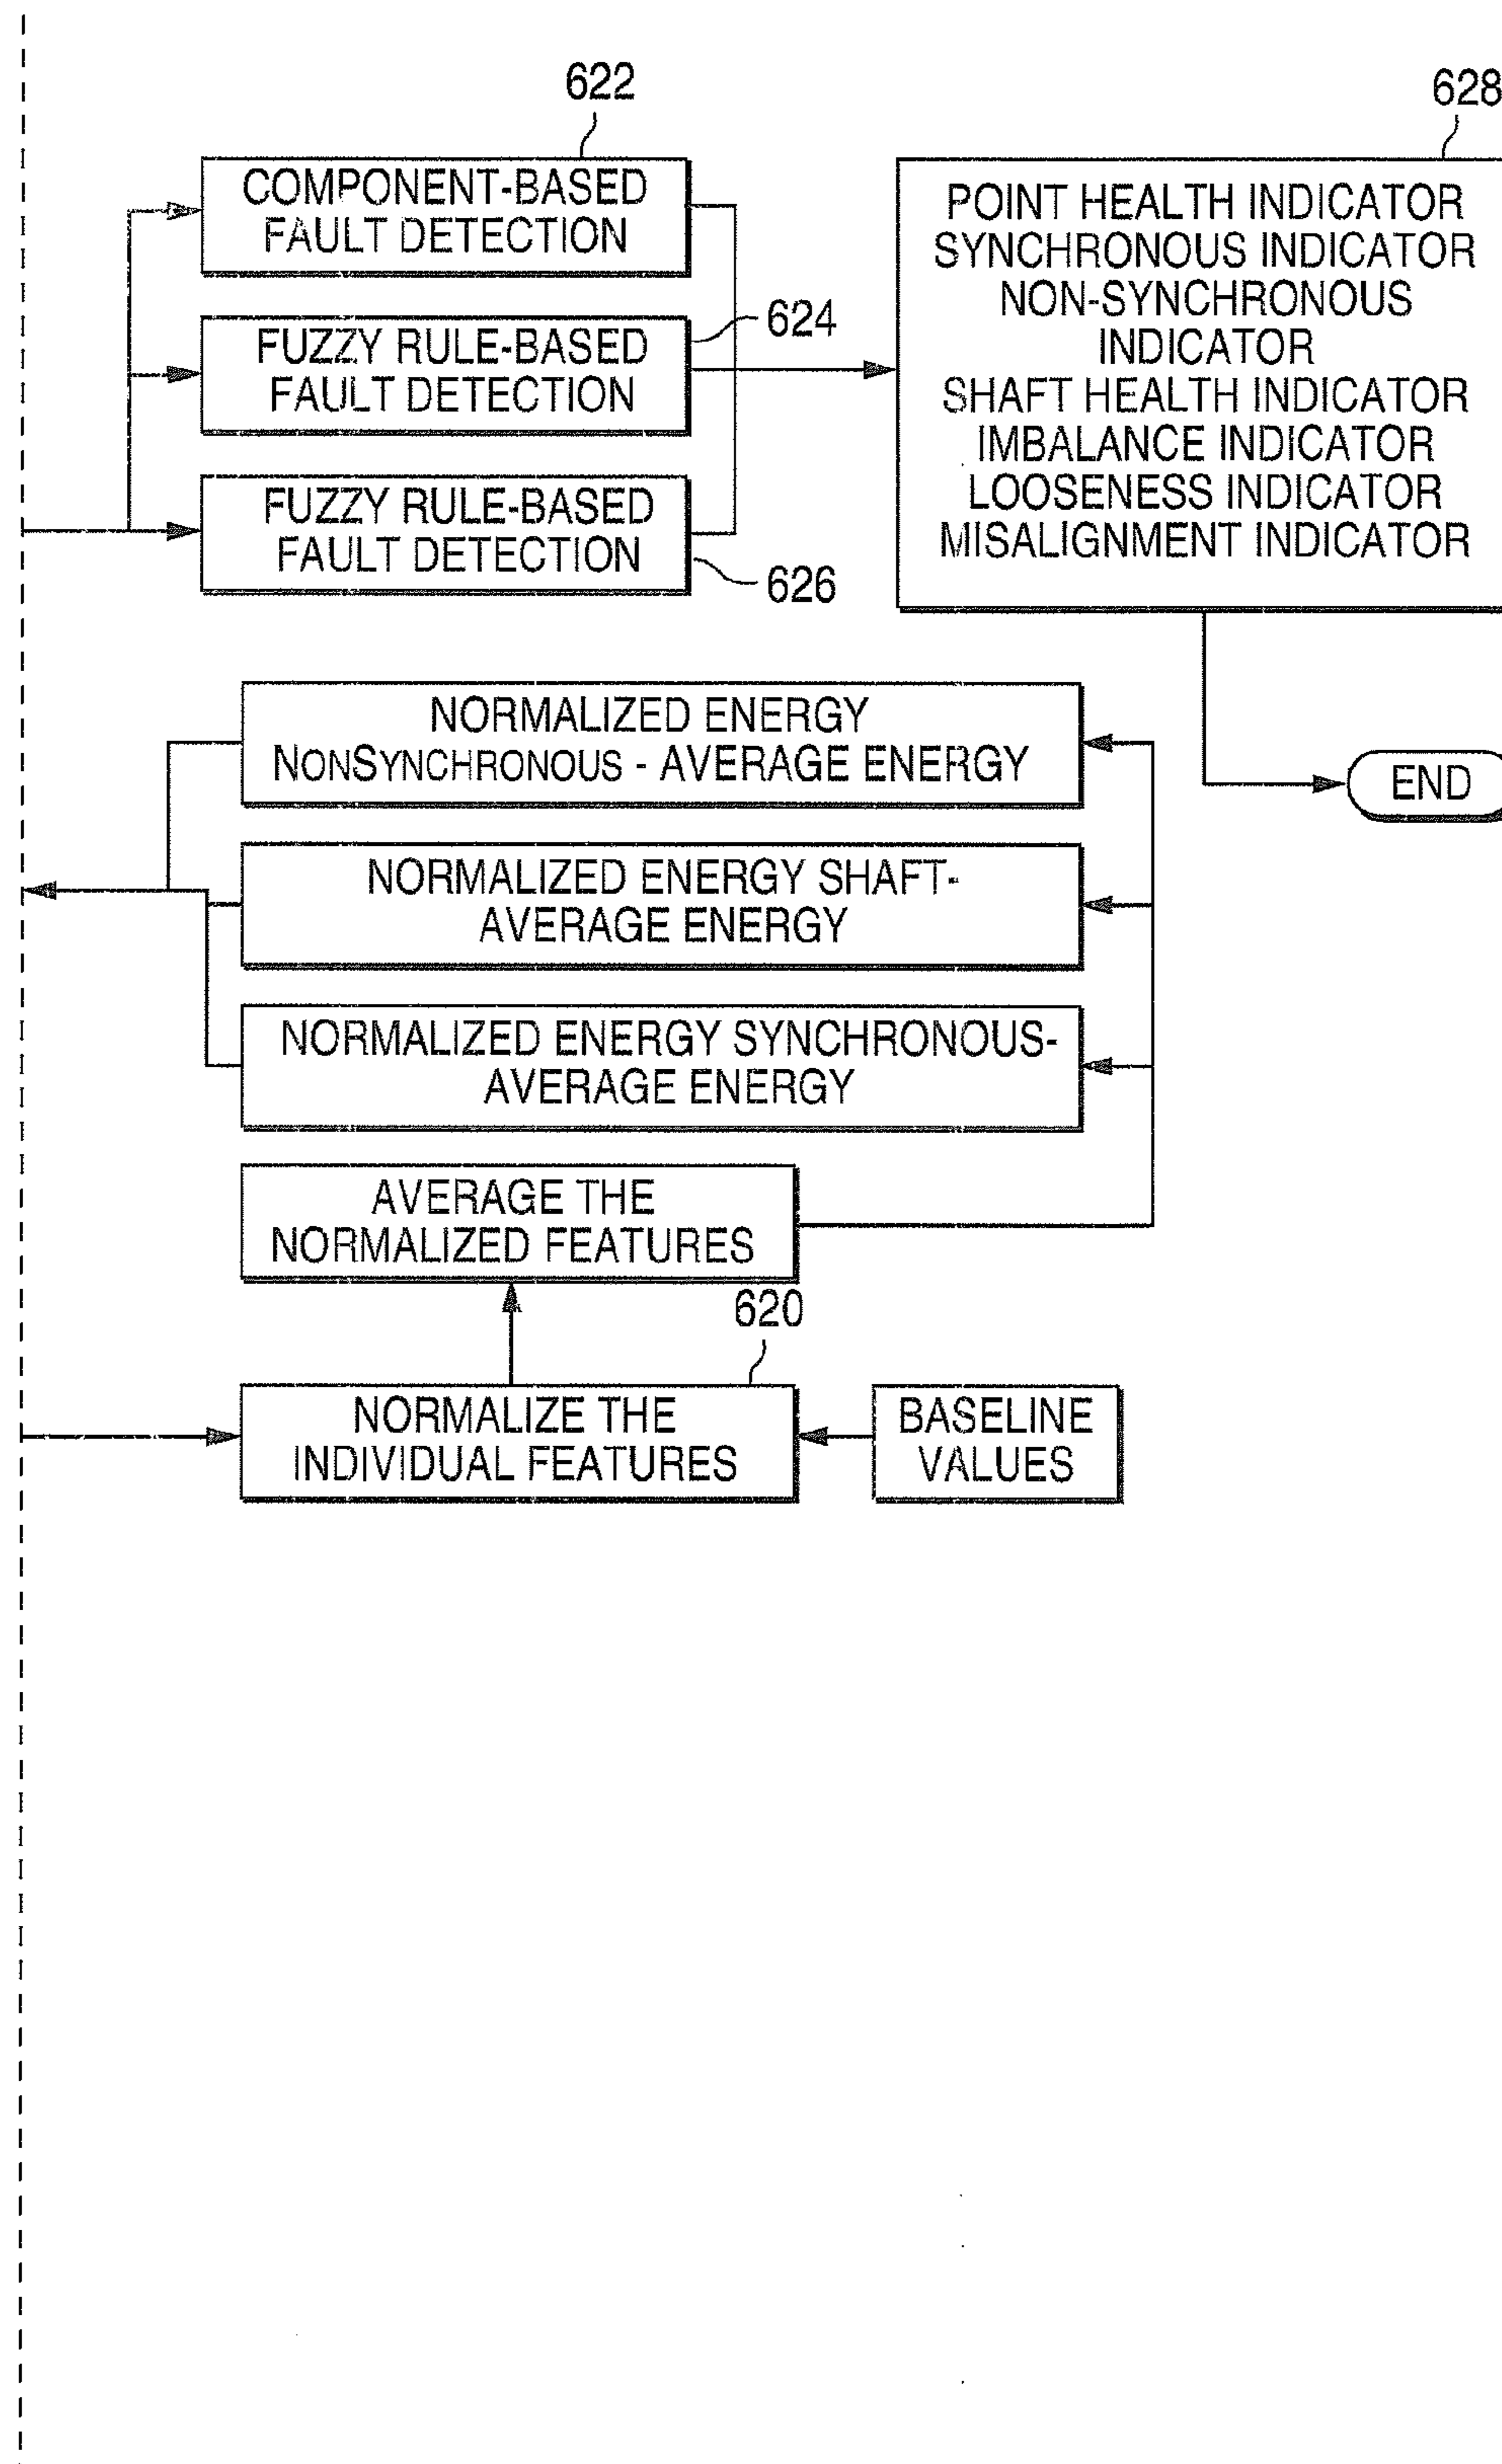 622
COMPONENT-BASED
FAULT DETECTION
624
FUZZY RULE-BASED
FAULT DETECTION
FUZZY RULE-BASED
FAULT DETECTION
626
628
POINT HEALTH INDICATOR
SYNCHRONOUS INDICATOR
NON-SYNCHRONOUS
INDICATOR
SHAFT HEALTH INDICATOR
IMBALANCE INDICATOR
LOOSENESS INDICATOR
MISALIGNMENT INDICATOR
END
NORMALIZED ENERGY
NONSYNCHRONOUS - AVERAGE ENERGY
NORMALIZED ENERGY SHAFT-
AVERAGE ENERGY
NORMALIZED ENERGY SYNCHRONOUS-
AVERAGE ENERGY
AVERAGE THE
NORMALIZED FEATURES
620
NORMALIZE THE
INDIVIDUAL FEATURES
BASELINE
VALUES